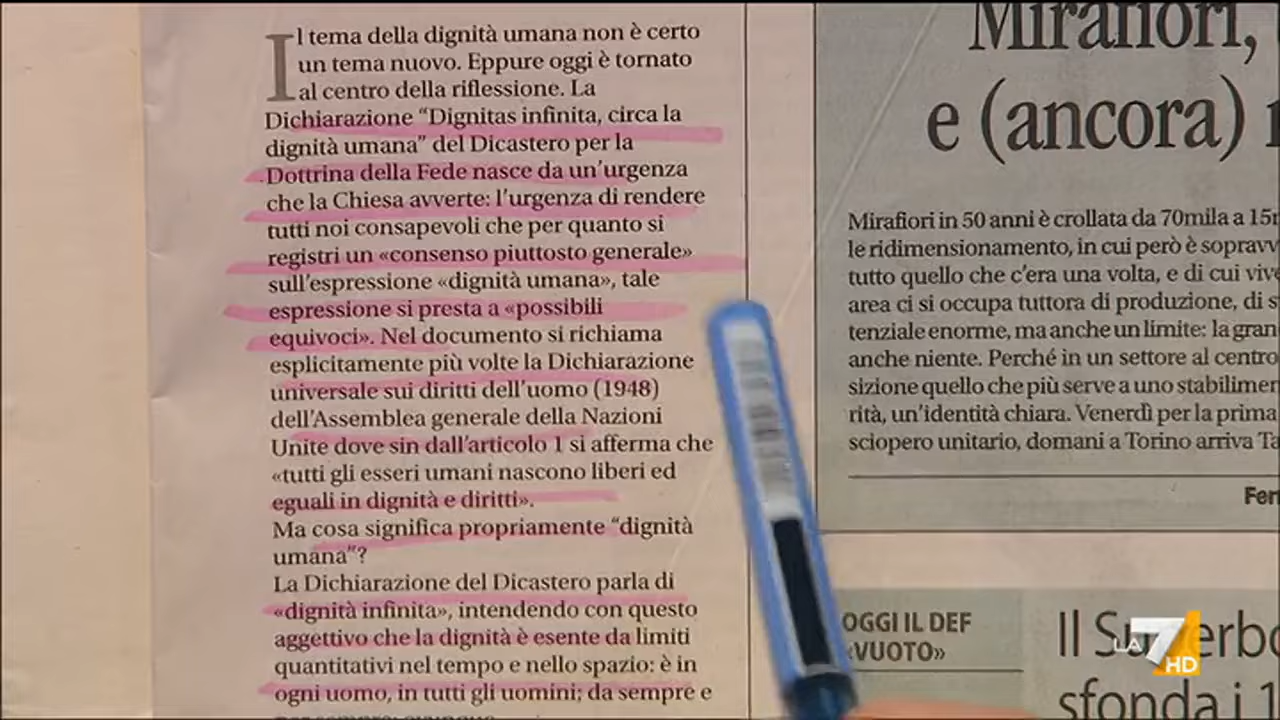 Il tema della dignità umana non è certo
un tema nuovo. Eppure oggi è tornato
al centro della riflessione. La
Dichiarazione “Dignitas infinita, circa la
dignità umana” del Dicastero per la
Dottrina della Fede nasce da un’urgenza
che la Chiesa avverte: l’urgenza di rendere
tutti noi consapevoli che per quanto si
registri un «consenso piuttosto generale»
sull’espressione «dignità umana», tale
espressione si presta a «possibili
equivoci». Nel documento si richiama
esplicitamente più volte la Dichiarazione
universale sui diritti dell’uomo (1948)
dell’Assemblea generale della Nazioni
Unite dove sin dall’articolo 1 si afferma che
«tutti gli esseri umani nascono liberi ed
eguali in dignità e diritti».
Ma cosa significa propriamente “dignità
umana”?
La Dichiarazione del Dicastero parla di
«dignità infinita», intendendo con questo
aggettivo che la dignità è esente da limiti
quantitativi nel tempo e nello spazio: è in
ogni uomo, in tutti gli uomini; da sempre e
Mirafiori,
e (ancora)
Mirafiori in 50 anni è crollata da 70mila a
le ridimensionamento, in cui però è
tutto quello che c’era una volta, e di cui
area ci si occupa tuttora di produzione, di
tenziale enorme, ma anche un limite: la
anche niente. Perché in un settore al centro
sizione quello che più serve a uno
rità, un’identità chiara. Venerdì per la prima
sciopero unitario, domani a Torino arriva
OGGI IL DEF
«VUOTO»
Il
sfonda i
LA7 HD